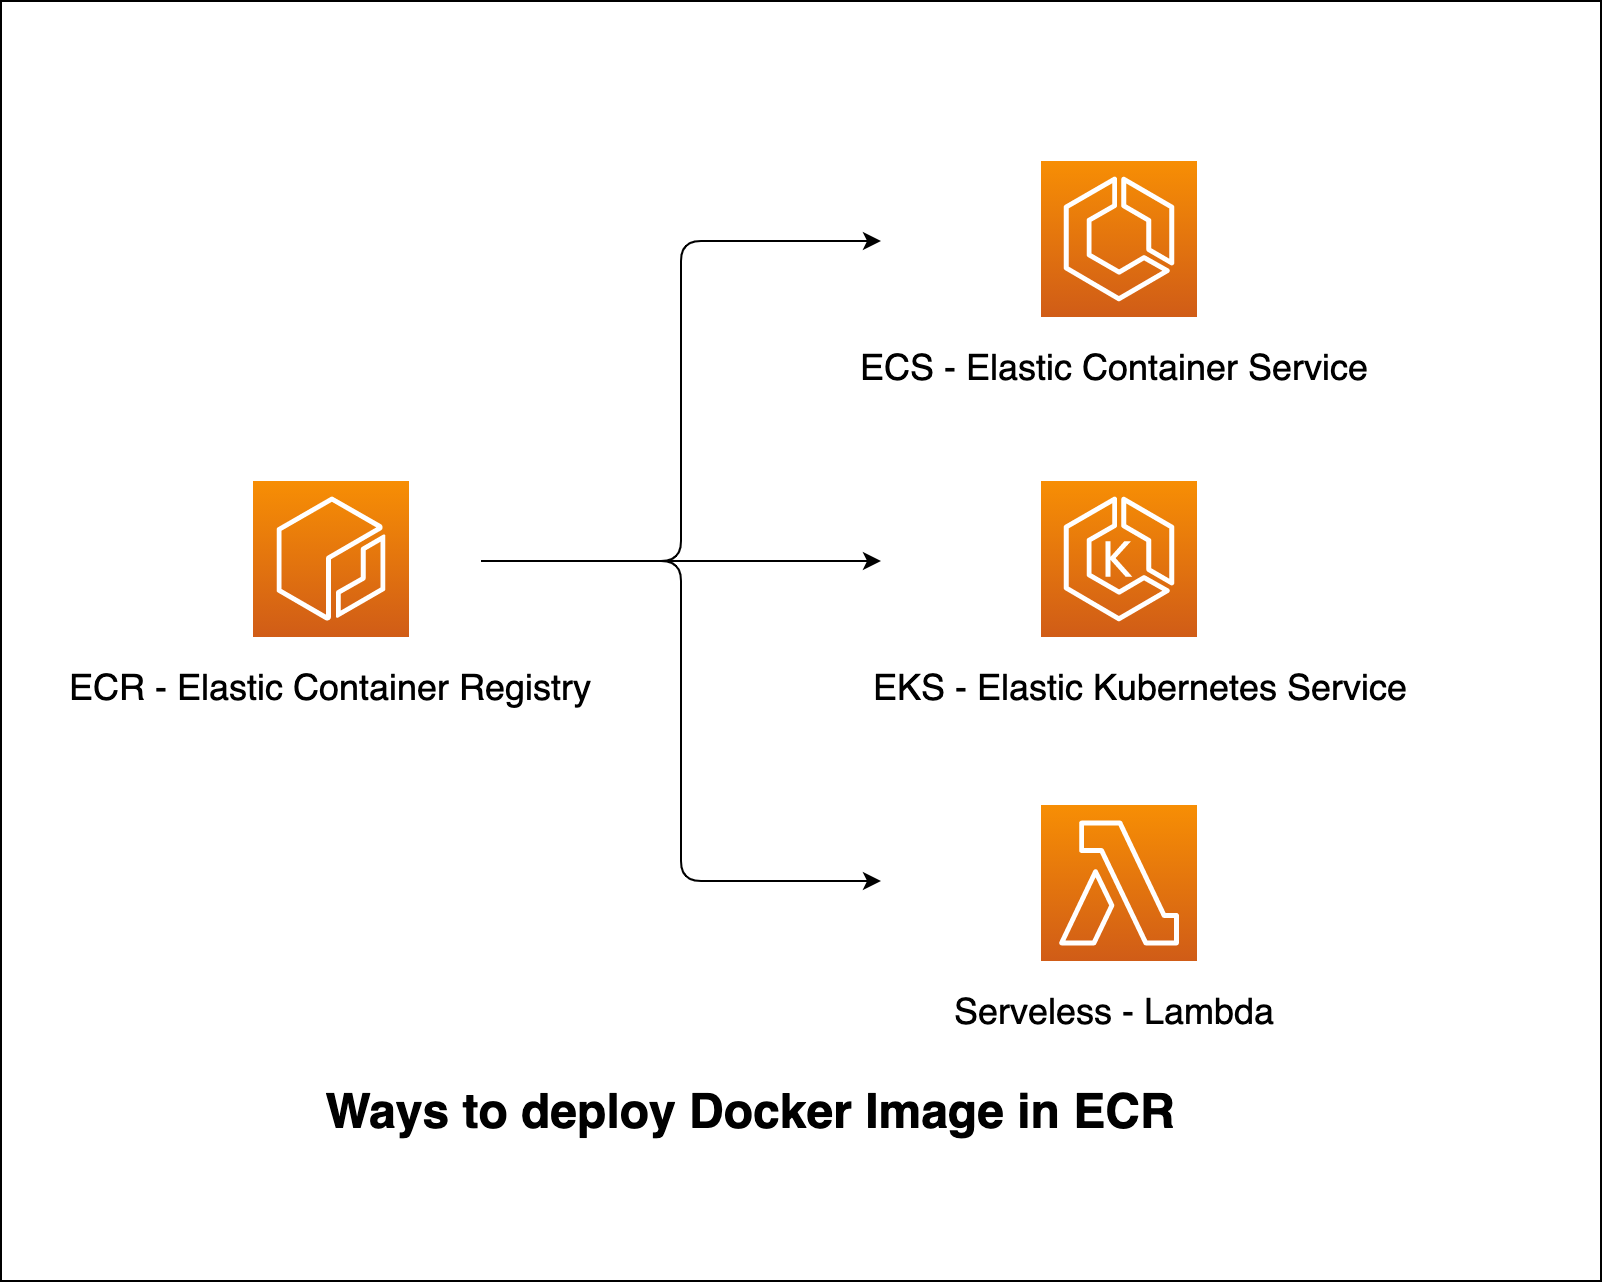 ECS - Elastic Container Service
K
ECR - Elastic Container Registry
EKS - Elastic Kubernetes Service
Serveless - Lambda
Ways to deploy Docker Image in ECR